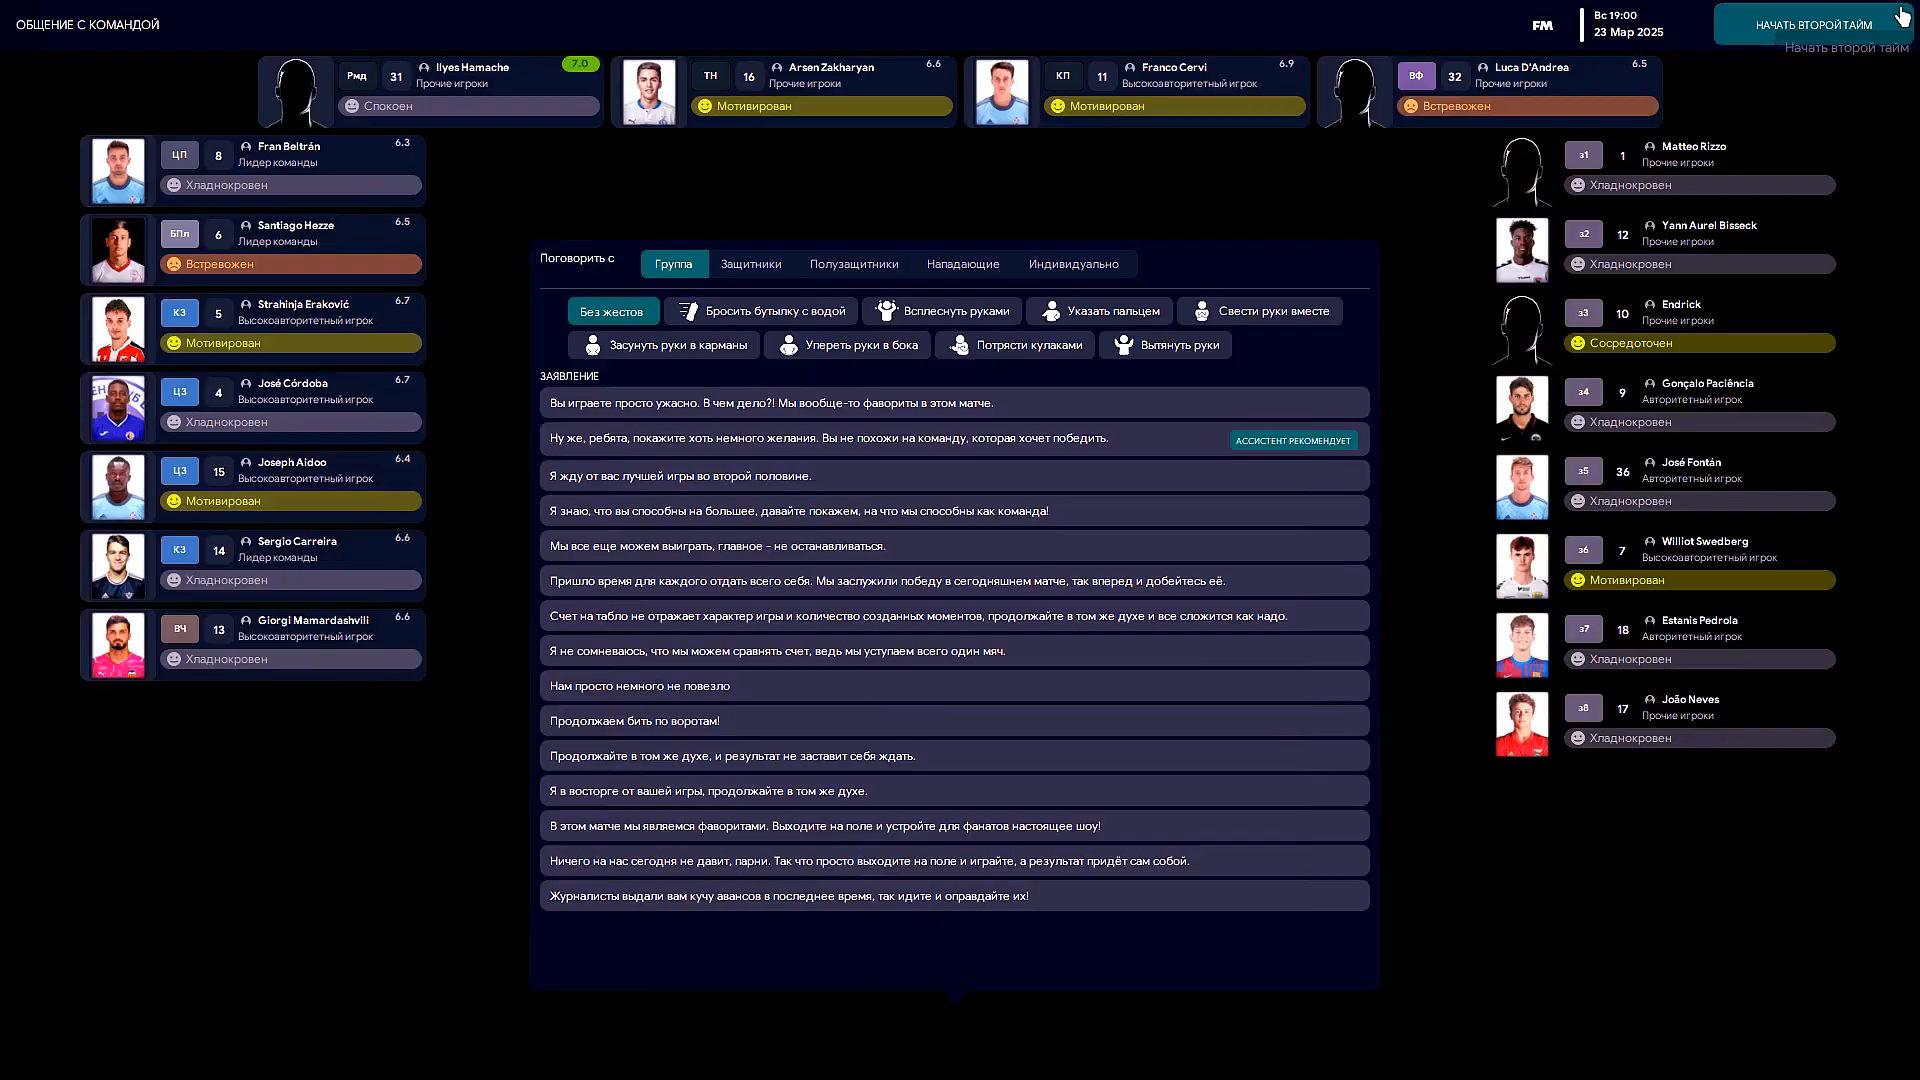 ОБЩЕНИЕ С КОМАНДОЙ
FM
Вс 19:00
23 Мар 2025
НАЧАТЬ ВТОРОЙ ТАЙМ
Начать второй тайм
Рмд 31 Ilyes Hamache 7.0
Прочие игроки
Спокоен
ТН 16 Arsen Zakharyan 6.6
Прочие игроки
Мотивирован
КП 11 Franco Cervi 6.9
Высокоавторитетный игрок
Мотивирован
ВФ 32 Luca D'Andrea 6.5
Прочие игроки
Встревожен
ЦП 8 Fran Beltrán 6.3
Лидер команды
Хладнокровен
БПл 6 Santiago Hezze 6.5
Лидер команды
Встревожен
КЗ 5 Strahinja Eraković 6.7
Высокоавторитетный игрок
Мотивирован
ЦЗ 4 José Córdoba 6.7
Высокоавторитетный игрок
Хладнокровен
ЦЗ 15 Joseph Aidoo 6.4
Высокоавторитетный игрок
Мотивирован
КЗ 14 Sergio Carreira 6.6
Лидер команды
Хладнокровен
ВЧ 13 Giorgi Mamardashvili 6.6
Высокоавторитетный игрок
Хладнокровен
Поговорить с
Группа Защитники Полузащитники Нападающие Индивидуально
Без жестов Бросить бутылку с водой Всплеснуть руками Указать пальцем Свести руки вместе
Засунуть руки в карманы Упереть руки в бока Потрясти кулаками Вытянуть руки
ЗАЯВЛЕНИЕ
Вы играете просто ужасно. В чем дело?! Мы вообще-то фавориты в этом матче.
Ну же, ребята, покажите хоть немного желания. Вы не похожи на команду, которая хочет победить. АССИСТЕНТ РЕКОМЕНДУЕТ
Я жду от вас лучшей игры во второй половине.
Я знаю, что вы способны на большее, давайте покажем, на что мы способны как команда!
Мы все еще можем выиграть, главное - не останавливаться.
Пришло время для каждого отдать всего себя. Мы заслужили победу в сегодняшнем матче, так вперед и добейтесь её.
Счет на табло не отражает характер игры и количество созданных моментов, продолжайте в том же духе и все сложится как надо.
Я не сомневаюсь, что мы можем сравнять счет, ведь мы уступаем всего один мяч.
Нам просто немного не повезло
Продолжаем бить по воротам!
Продолжайте в том же духе, и результат не заставит себя ждать.
Я в восторге от вашей игры, продолжайте в том же духе.
В этом матче мы являемся фаворитами. Выходите на поле и устройте для фанатов настоящее шоу!
Ничего на нас сегодня не давит, парни. Так что просто выходите на поле и играйте, а результат придёт сам собой.
Журналисты выдали вам кучу авансов в последнее время, так идите и оправдайте их!
з1 1 Matteo Rizzo
Прочие игроки
Хладнокровен
з2 12 Yann Aurel Bisseck
Прочие игроки
Хладнокровен
з3 10 Endrick
Прочие игроки
Сосредоточен
з4 9 Gonçalo Paciência
Авторитетный игрок
Хладнокровен
з5 36 José Fontán
Авторитетный игрок
Хладнокровен
з6 7 Williot Swedberg
Высокоавторитетный игрок
Мотивирован
з7 18 Estanis Pedrola
Авторитетный игрок
Хладнокровен
з8 17 João Neves
Прочие игроки
Хладнокровен